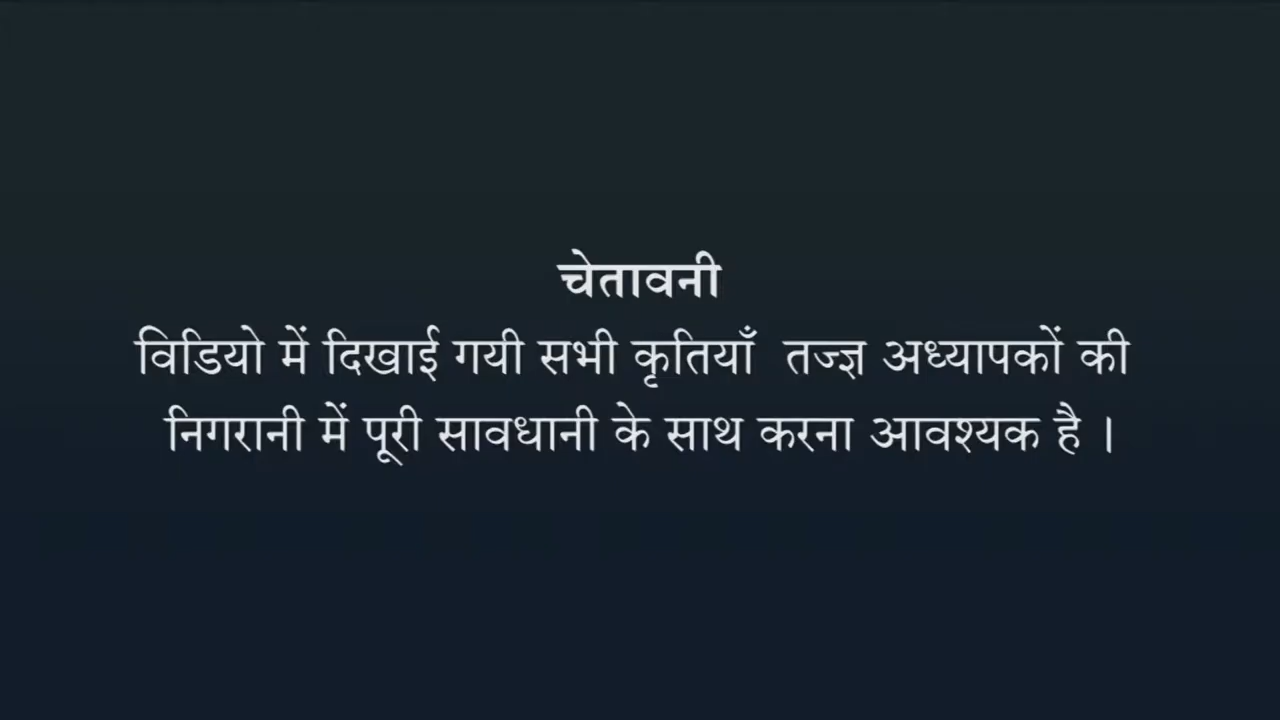 चेतावनी
विडियो में दिखाई गयी सभी कृतियाँ तज्ज्ञ अध्यापकों की
निगरानी में पूरी सावधानी के साथ करना आवश्यक है ।